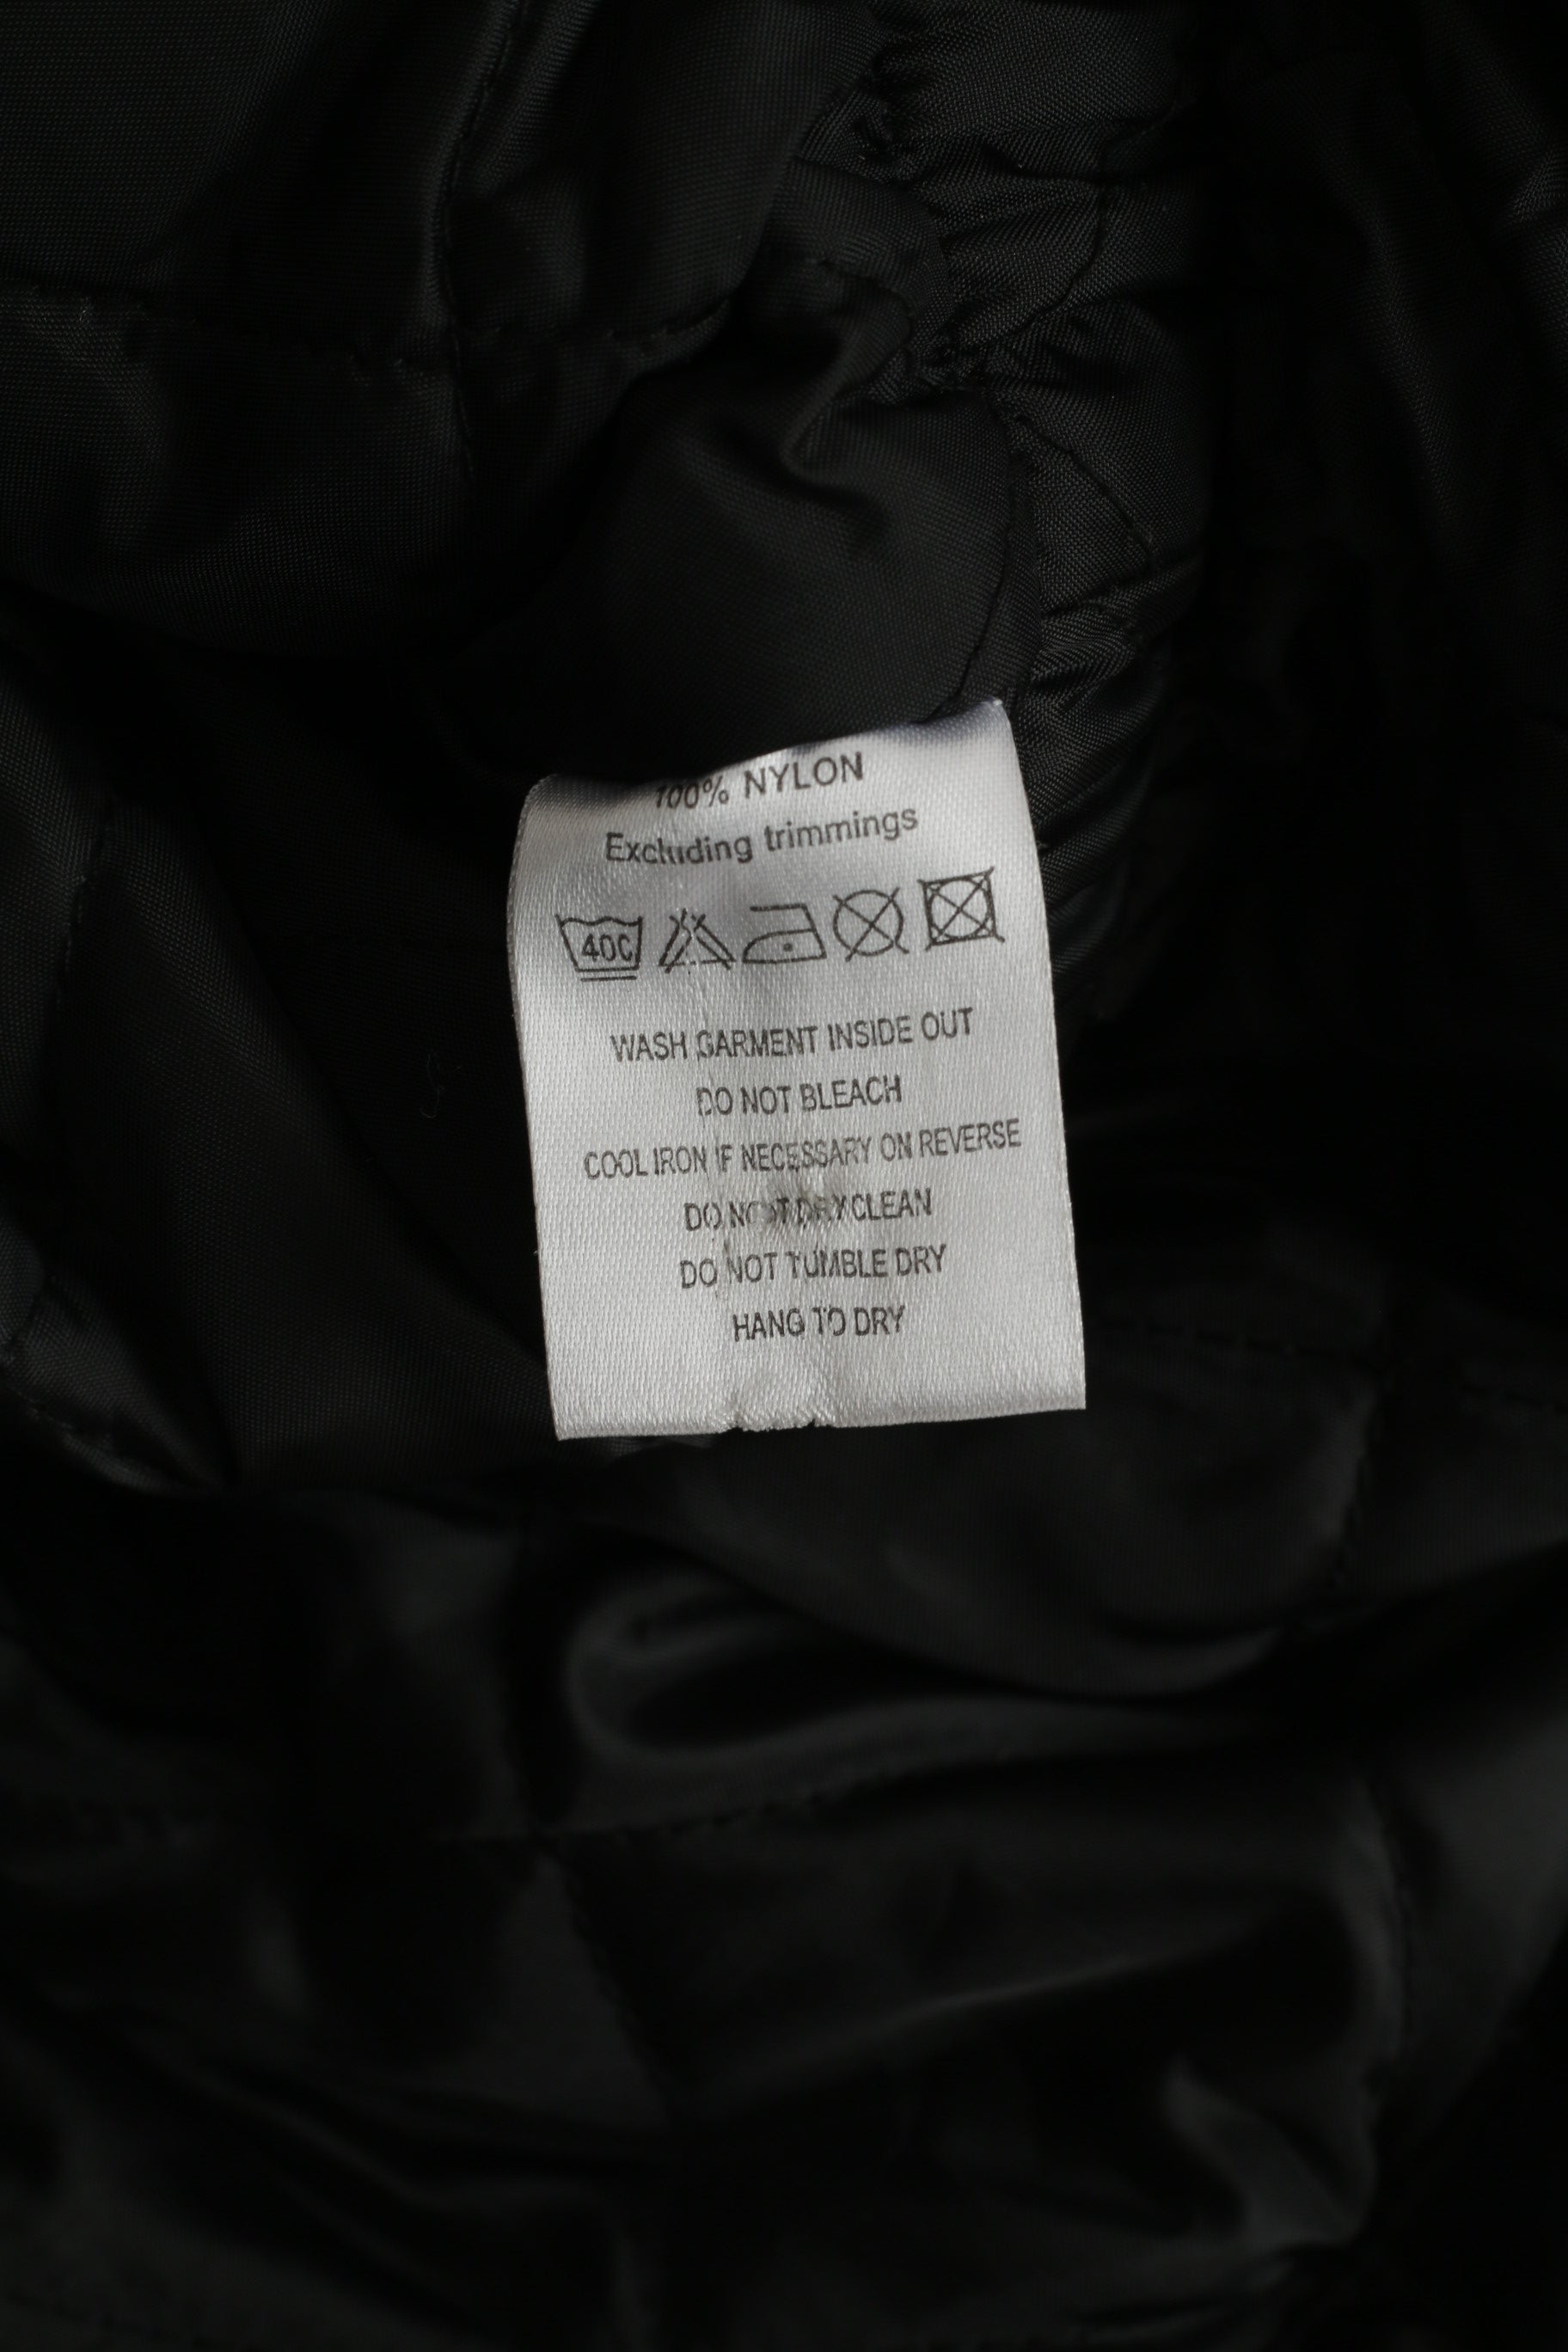 100% NYLON
Excluding trimmings
40C
WASH GARMENT INSIDE OUT
DO NOT BLEACH
COOL IRON IF NECESSARY ON REVERSE
DO NOT DRY CLEAN
DO NOT TUMBLE DRY
HANG TO DRY